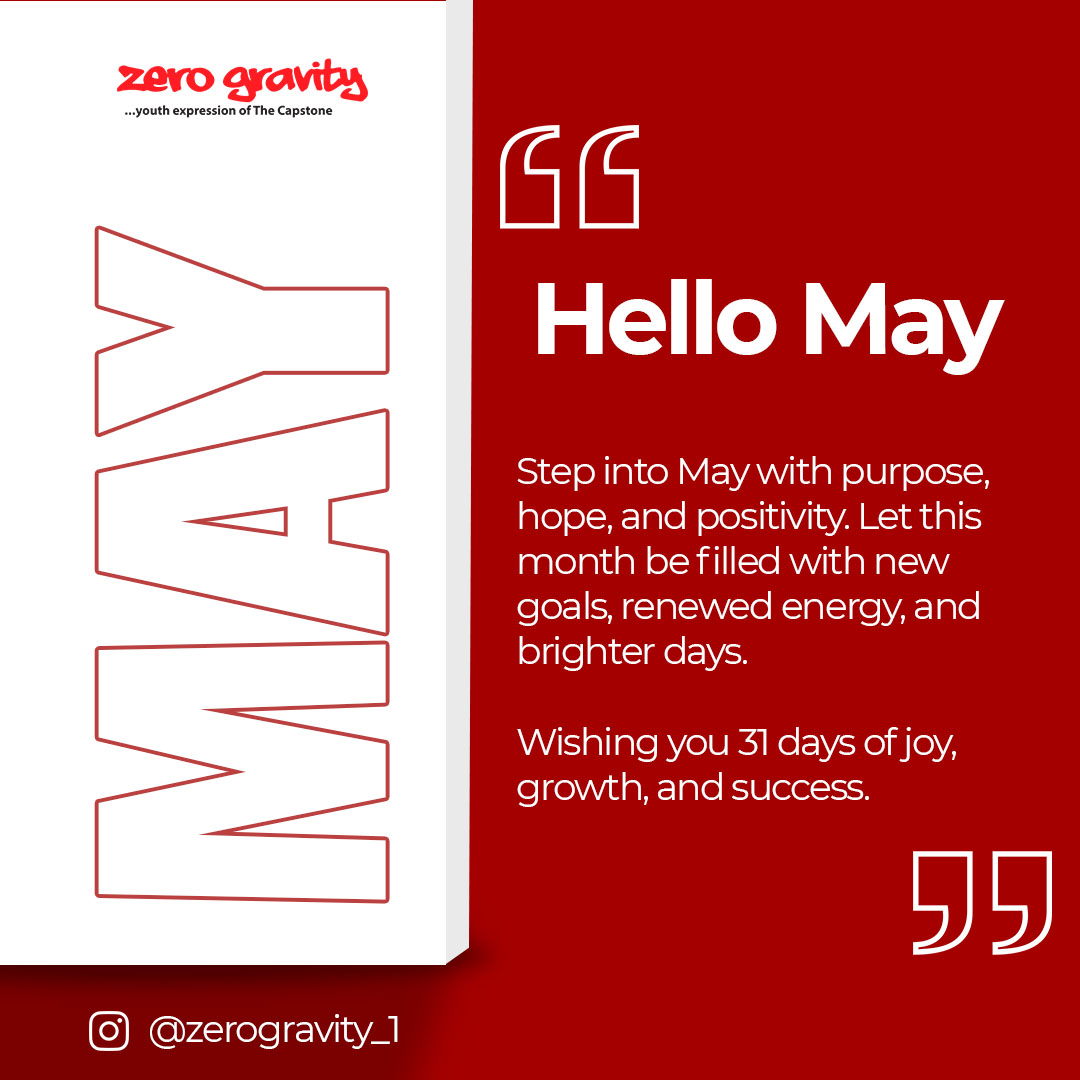 zero gravity
...youth expression of The Capstone
MAY
Hello May
Step into May with purpose,
hope, and positivity. Let this
month be filled with new
goals, renewed energy, and
brighter days.
Wishing you 31 days of joy,
growth, and success.
@zerogravity_1